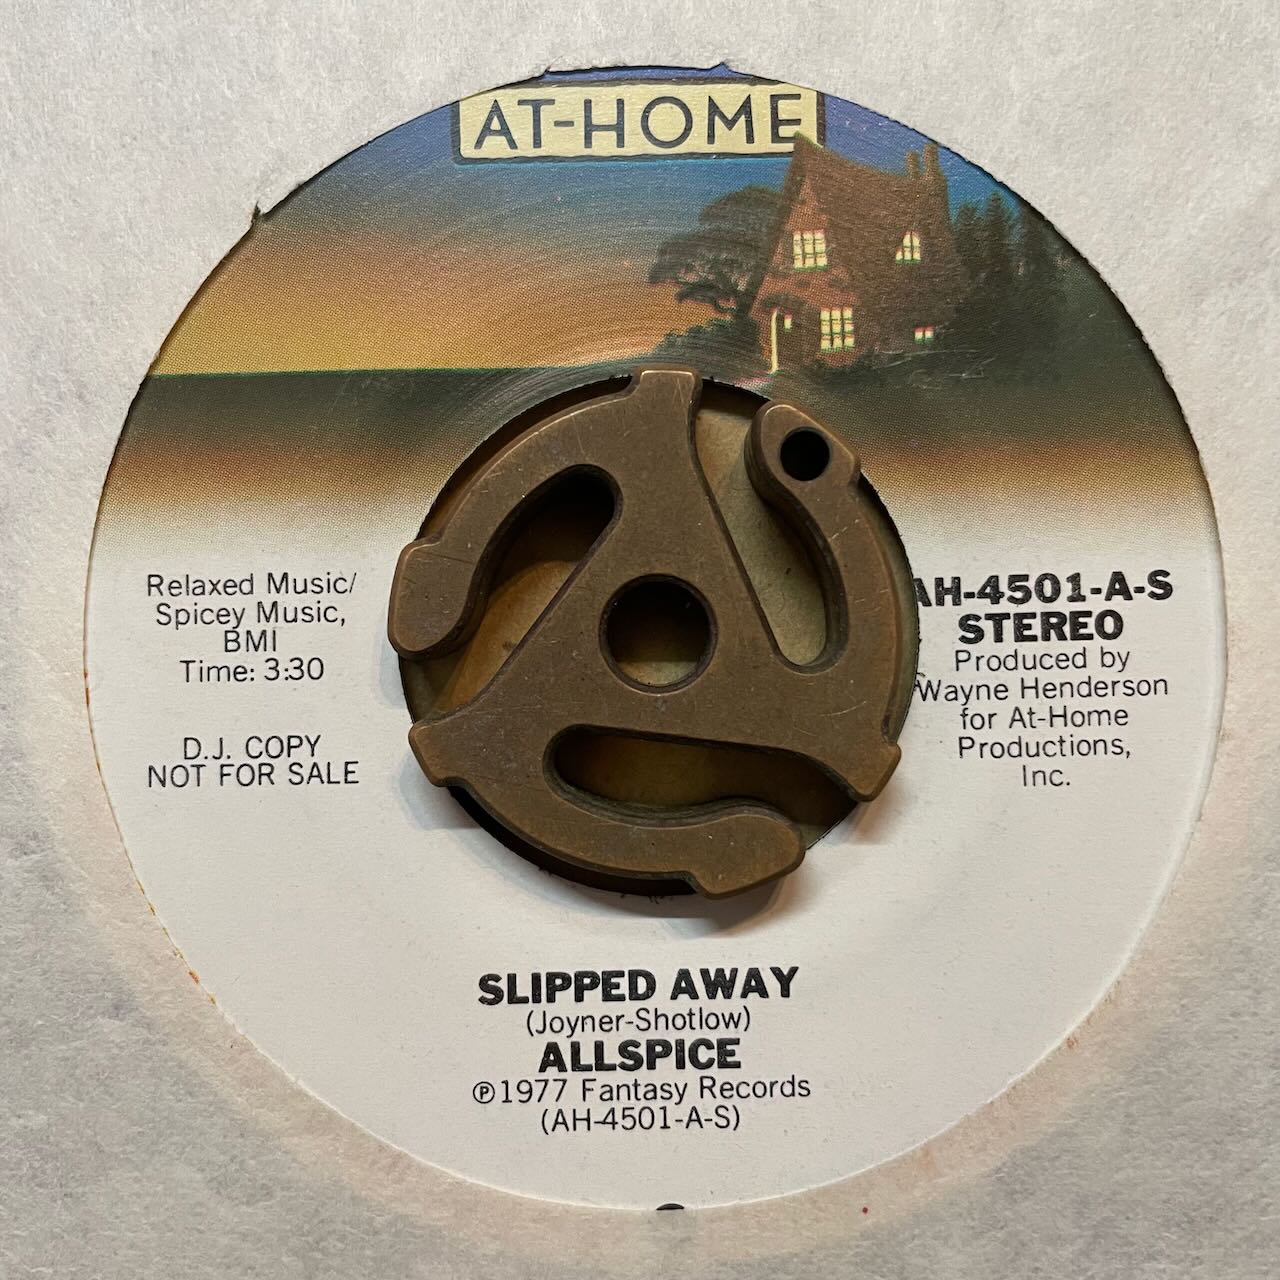 AT-HOME
Relaxed Music/
Spicey Music,
BMI
Time: 3:30
D.J. COPY
NOT FOR SALE
AH-4501-A-S
STEREO
Produced by
Wayne Henderson
for At-Home
Productions,
Inc.
SLIPPED AWAY
(Joyner-Shotlow)
ALLSPICE
℗1977 Fantasy Records
(AH-4501-A-S)